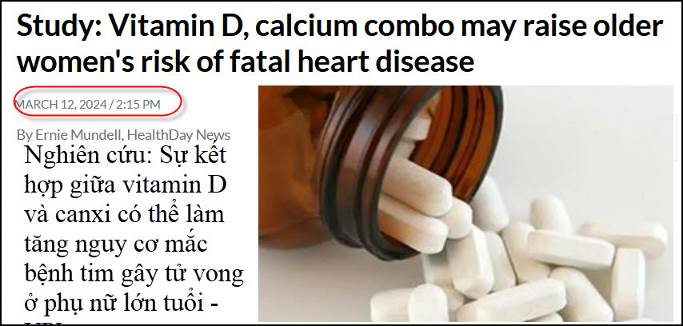 Study: Vitamin D, calcium combo may raise older
women's risk of fatal heart disease
MARCH 12, 2024 / 2:15 PM
By Ernie Mundell, HealthDay News
Nghiên cứu: Sự kết
hợp giữa vitamin D
và canxi có thể làm
tăng nguy cơ mắc
bệnh tim gây tử vong
ở phụ nữ lớn tuổi -